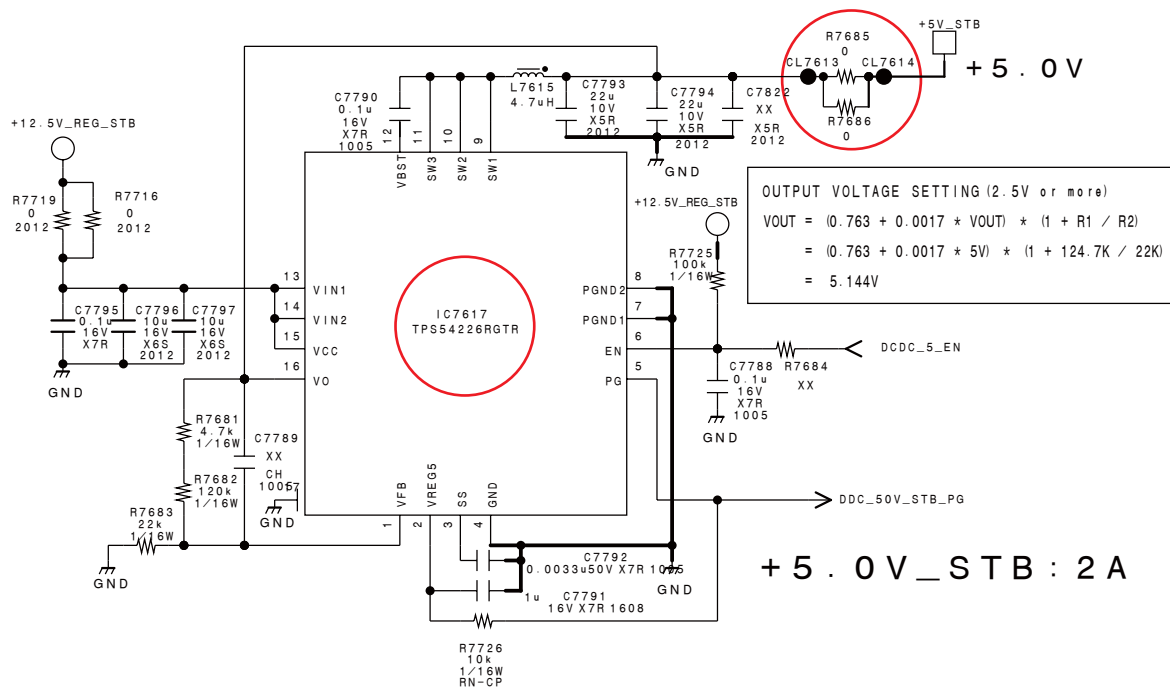 +5V_STB
R7685
0
CL7613
CL7614
+5.0V
R7686
0
L7615
4.7uH
C7793
22u
10V
X5R
2012
C7794
22u
10V
X5R
2012
C7822
XX
X5R
2012
GND
C7790
0.1u
16V
X7R
1005
12
11
10
9
VBST
SW3
SW2
SW1
+12.5V_REG_STB
R7719
0
2012
R7716
0
2012
C7795
0.1u
16V
X7R
C7796
10u
16V
X6S
2012
C7797
10u
16V
X6S
2012
GND
13
VIN1
14
VIN2
15
VCC
16
VO
IC7617
TPS54226RGTR
8
PGND2
7
PGND1
6
EN
5
PG
+12.5V_REG_STB
R7725
100k
1/16W
OUTPUT VOLTAGE SETTING (2.5V or more)
VOUT = (0.763 + 0.0017 * VOUT) * (1 + R1 / R2)
= (0.763 + 0.0017 * 5V) * (1 + 124.7K / 22K)
= 5.144V
DCDC_5_EN
R7684
XX
C7788
0.1u
16V
X7R
1005
GND
R7681
4.7k
1/16W
R7682
120k
1/16W
C7789
XX
CH
1005
17
GND
R7683
22k
1/16W
GND
VFB
VREG5
SS
GND
1
2
3
4
DDC_50V_STB_PG
C7792
0.0033u50V X7R 1005
GND
1u
C7791
16V X7R 1608
R7726
10k
1/16W
RN-CP
+5.0V_STB:2A